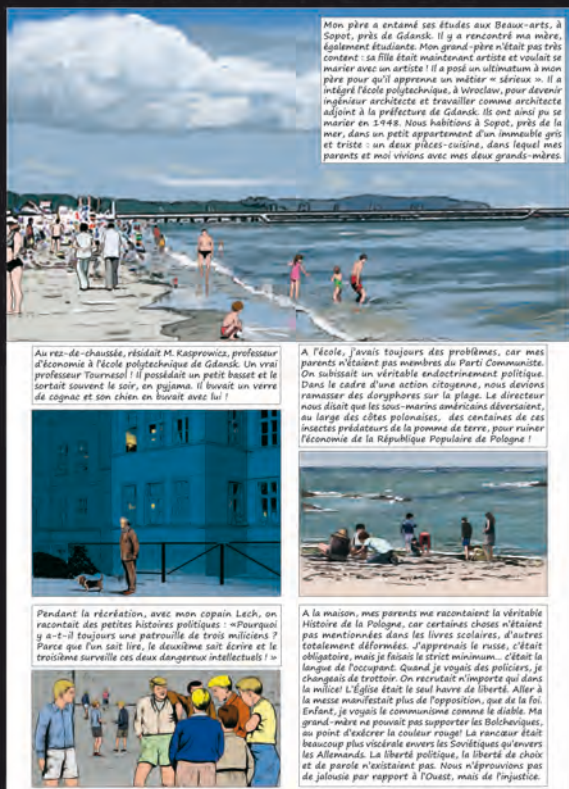 Mon père a entamé ses études aux Beaux-arts, à
Sopot, près de Gdansk. Il y a rencontré ma mère,
également étudiante. Mon grand-père n'était pas très
content : sa fille était maintenant artiste et voulait se
marier avec un artiste ! Il a posé un ultimatum à mon
père pour qu'il apprenne un métier « sérieux ». Il a
intégré l'école polytechnique, à Wroclaw, pour devenir
ingénieur architecte et travailler comme architecte
adjoint à la préfecture de Gdansk. Ils ont ainsi pu se
marier en 1948. Nous habitions à Sopot, près de la
mer, dans un petit appartement d'un immeuble gris
et triste : un deux pièces-cuisine, dans lequel mes
parents et moi vivions avec mes deux grands-mères.
Au rez-de-chaussée, résidait M. Kasprowicz, professeur
d'économie à l'école polytechnique de Gdansk. Un vrai
professeur Tournesol ! Il possédait un petit basset et le
sortait souvent le soir, en pyjama. Il buvait un verre
de cognac et son chien en buvait avec lui !
A l'école, j'avais toujours des problèmes, car mes
parents n'étaient pas membres du Parti Communiste.
On subissait un véritable endoctrinement politique.
Dans le cadre d'une action citoyenne, nous devions
ramasser des doryphores sur la plage. Le directeur
nous disait que les sous-marins américains déversaient,
au large des côtes polonaises, des centaines de ces
insectes prédateurs de la pomme de terre, pour ruiner
l'économie de la République Populaire de Pologne !
Pendant la récréation, avec mon copain Lech, on
racontait des petites histoires politiques : «Pourquoi
y a-t-il toujours une patrouille de trois miliciens ?
Parce que l'un sait lire, le deuxième sait écrire et le
troisième surveille ces deux dangereux intellectuels ! »
A la maison, mes parents me racontaient la véritable
Histoire de la Pologne, car certaines choses n'étaient
pas mentionnées dans les livres scolaires, d'autres
totalement déformées. J'apprenais le russe, c'était
obligatoire, mais je faisais le strict minimum... c'était la
langue de l'occupant. Quand je voyais des policiers, je
changeais de trottoir. On recrutait n'importe qui dans
la milice! L'Église était le seul havre de liberté. Aller à
la messe manifestait plus de l'opposition, que de la foi.
Enfant, je voyais le communisme comme le diable. Ma
grand-mère ne pouvait pas supporter les Bolcheviques,
au point d'exécrer la couleur rouge! La rancœur était
beaucoup plus viscérale envers les Soviétiques qu'envers
les Allemands. La liberté politique, la liberté de choix
et de parole n'existaient pas. Nous n'éprouvions pas
de jalousie par rapport à l'Ouest, mais de l'injustice.